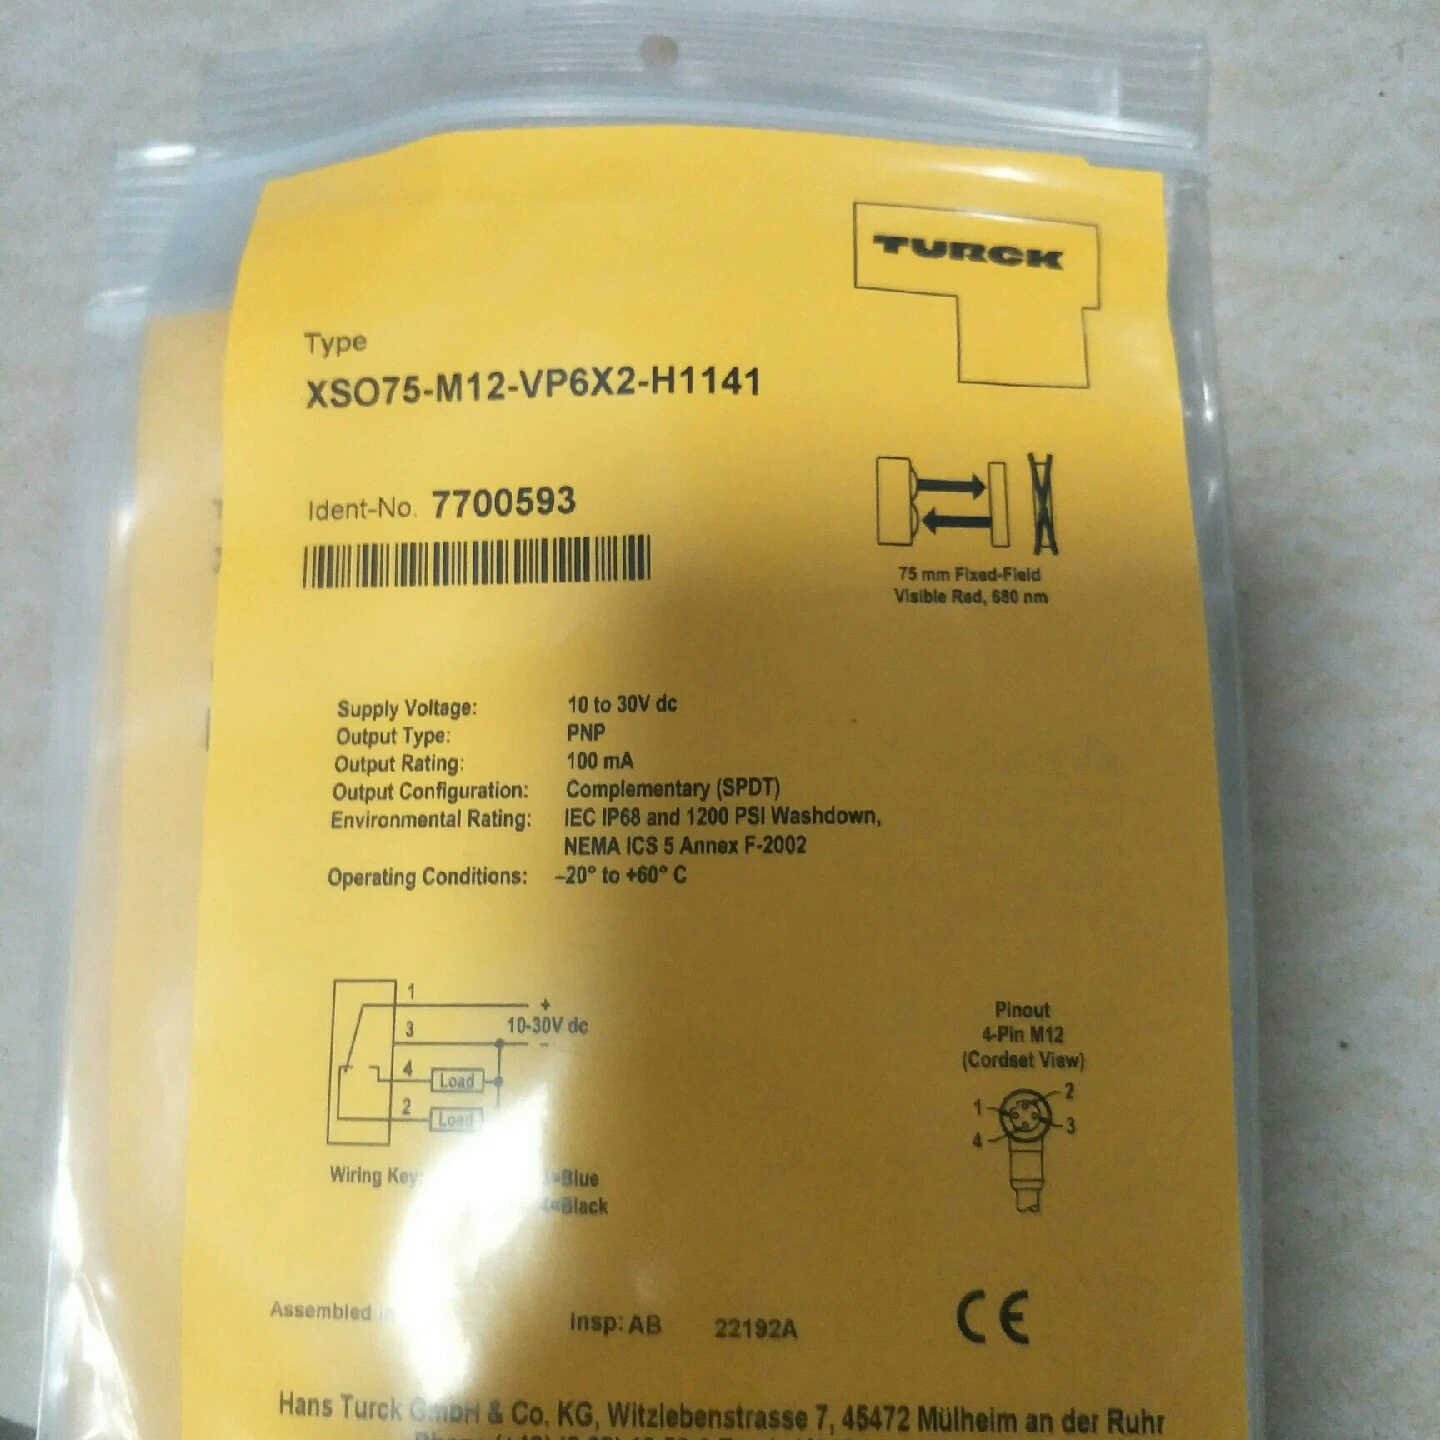 TURCK
Type
XSO75-M12-VP6X2-H1141
Ident-No. 7700593
75 mm Fixed-Field
Visible Red, 680 nm
Supply Voltage: 10 to 30V dc
Output Type: PNP
Output Rating: 100 mA
Output Configuration: Complementary (SPDT)
Environmental Rating: IEC IP68 and 1200 PSI Washdown,
NEMA ICS 5 Annex F-2002
Operating Conditions: –20° to +60° C
1
+
3
10-30V dc
–
4
Load
2
Load
Wiring Key:
3=Blue
4=Black
Pinout
4-Pin M12
(Cordset View)
2
1
3
4
Assembled
Insp: AB 22192A
CE
Hans Turck GmbH & Co. KG, Witzlebenstrasse 7, 45472 Mülheim an der Ruhr